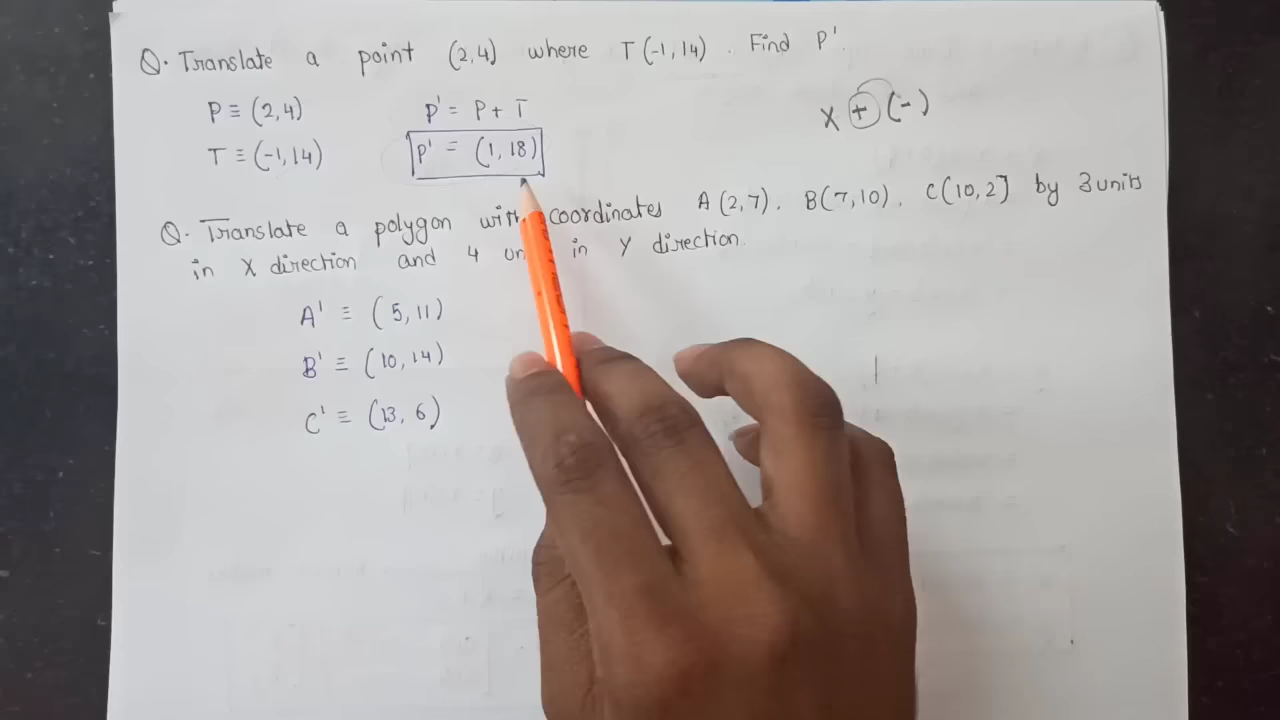 Q. Translate a point (2,4) where T(-1,14). Find P'.
P ≡ (2,4) P' = P + T X + (-)
T ≡ (-1,14) P' = (1,18)
Q. Translate a polygon with coordinates A(2,7), B(7,10), C(10,2] by 3 units
in X direction and 4 in Y direction.
A' ≡ (5,11)
B' ≡ (10,14)
C' ≡ (13,6)